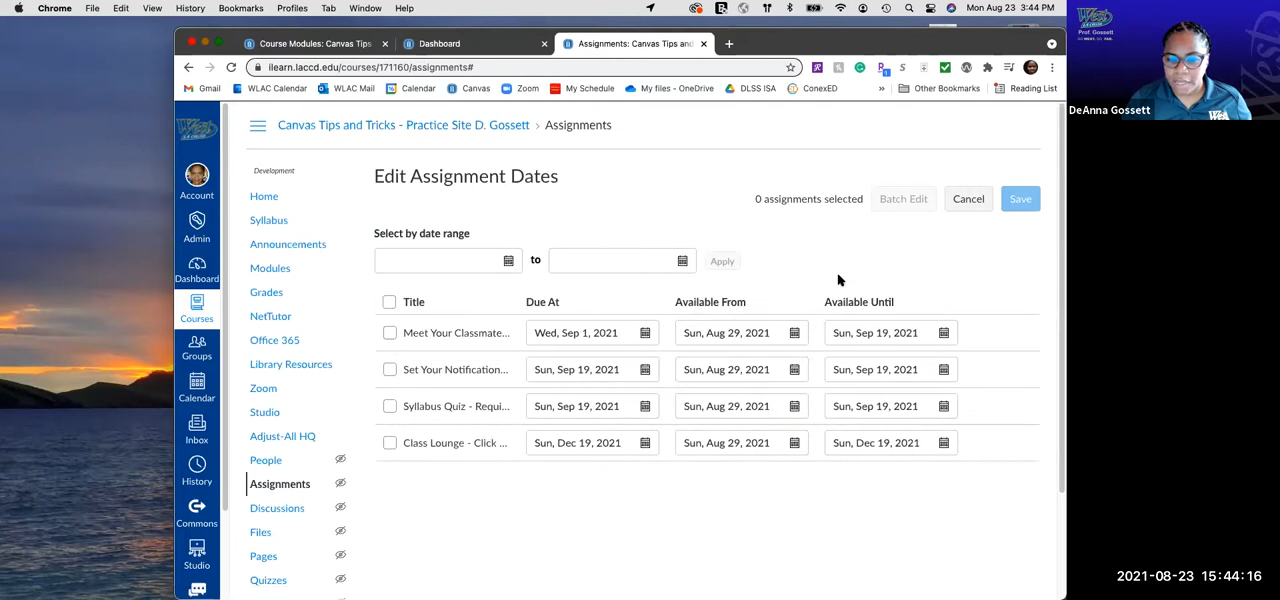 Chrome File Edit View History Bookmarks Profiles Tab Window Help
Mon Aug 23 3:44 PM
Course Modules: Canvas Tips
Dashboard
Assignments: Canvas Tips and
ilearn.laccd.edu/courses/171160/assignments#
Gmail WLAC Calendar WLAC Mail Calendar Canvas Zoom My Schedule My files - OneDrive DLSS ISA ConexED » Other Bookmarks Reading List
West
Prof. Gossett
GO WEST. GO FAR.
DeAnna Gossett
Canvas Tips and Tricks - Practice Site D. Gossett › Assignments
Account
Admin
Dashboard
Courses
Groups
Calendar
Inbox
History
Commons
Studio
Development
Home
Syllabus
Announcements
Modules
Grades
NetTutor
Office 365
Library Resources
Zoom
Studio
Adjust-All HQ
People
Assignments
Discussions
Files
Pages
Quizzes
Edit Assignment Dates
0 assignments selected Batch Edit Cancel Save
Select by date range
to Apply
Title Due At Available From Available Until
Meet Your Classmate... Wed, Sep 1, 2021 Sun, Aug 29, 2021 Sun, Sep 19, 2021
Set Your Notification... Sun, Sep 19, 2021 Sun, Aug 29, 2021 Sun, Sep 19, 2021
Syllabus Quiz - Requi... Sun, Sep 19, 2021 Sun, Aug 29, 2021 Sun, Sep 19, 2021
Class Lounge - Click ... Sun, Dec 19, 2021 Sun, Aug 29, 2021 Sun, Dec 19, 2021
2021-08-23 15:44:16